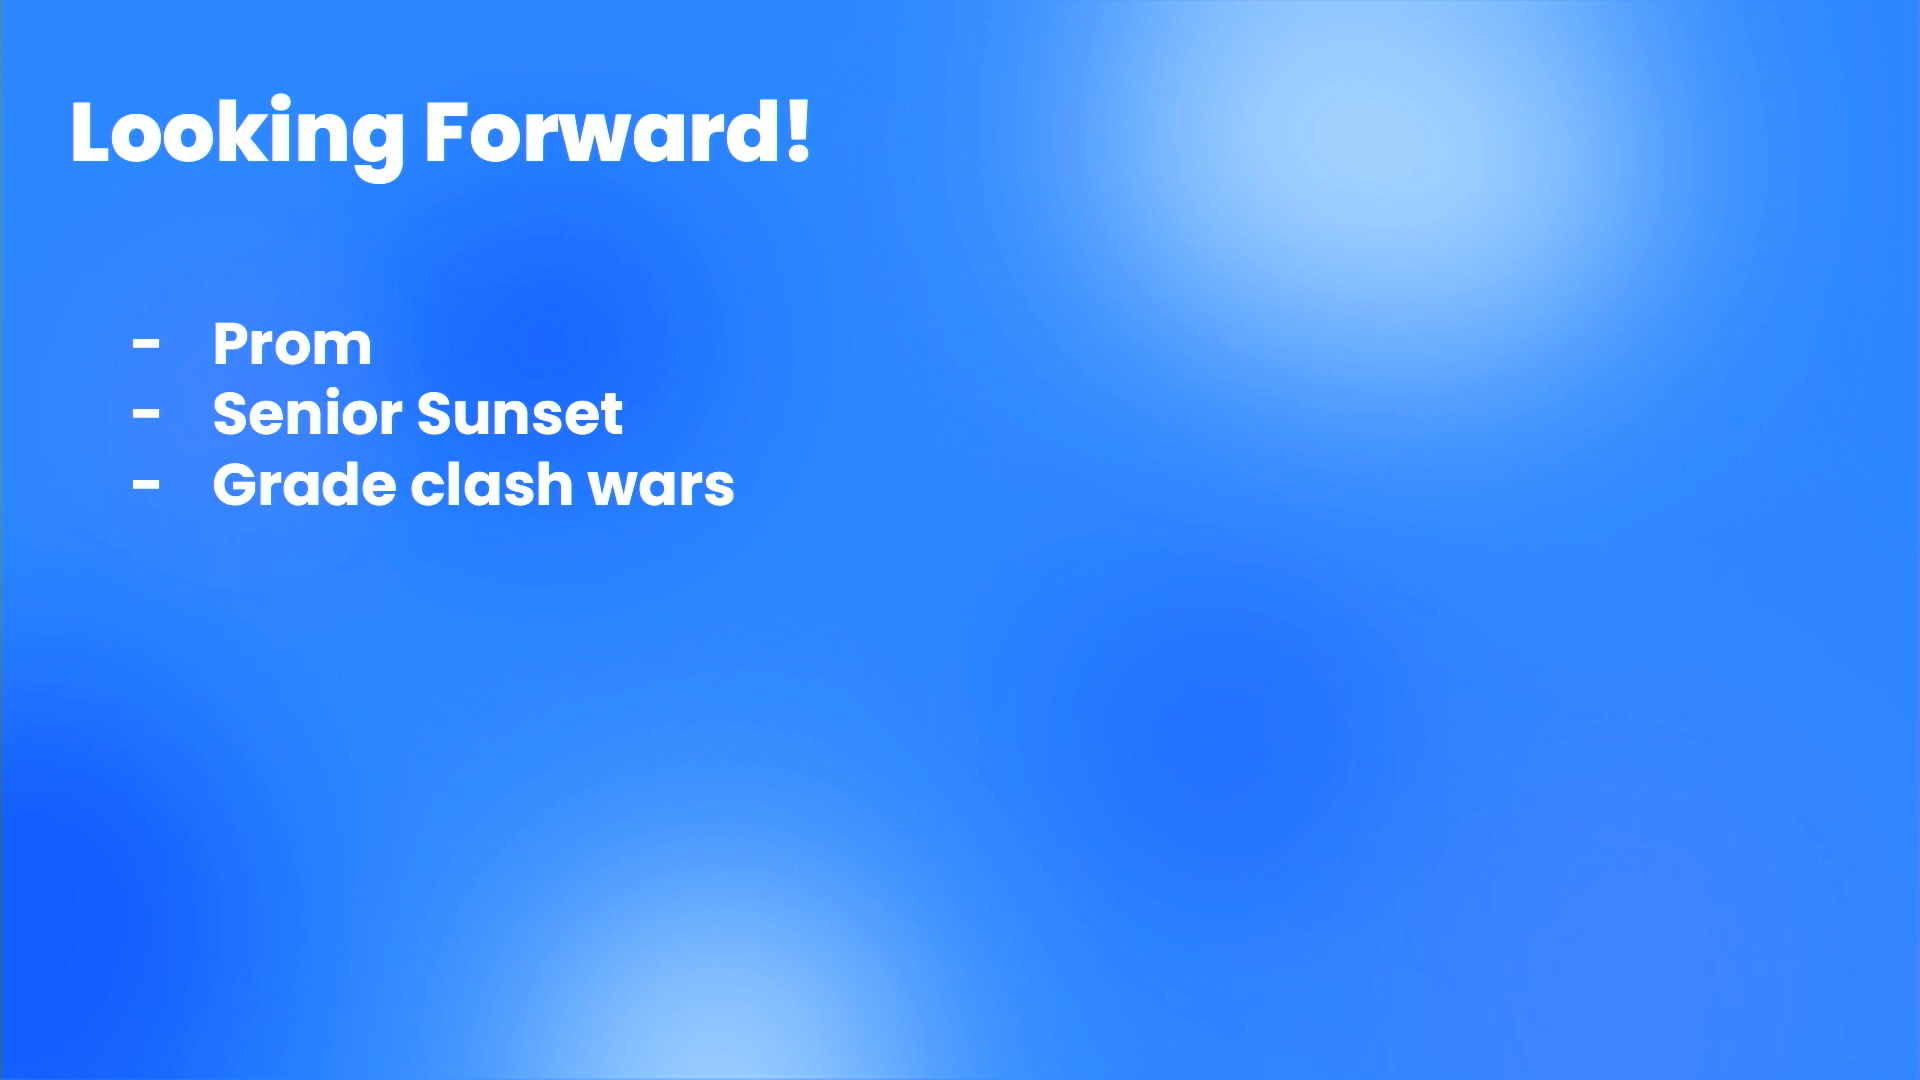 Looking Forward!
- Prom
- Senior Sunset
- Grade clash wars